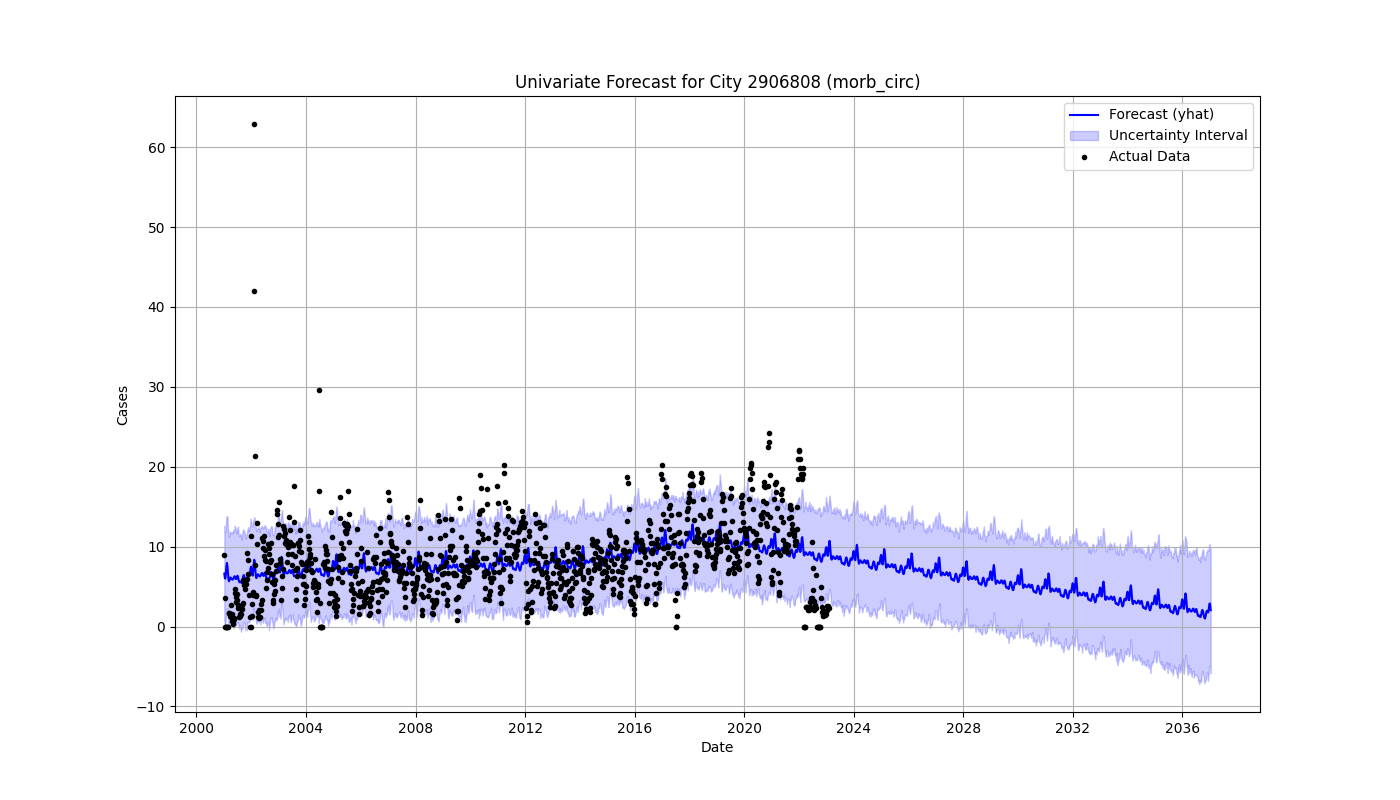 Univariate Forecast for City 2906808 (morb_circ)
Forecast (yhat)
Uncertainty Interval
Actual Data
Cases
60
50
40
30
20
10
0
−10
2000 2004 2008 2012 2016 2020 2024 2028 2032 2036
Date